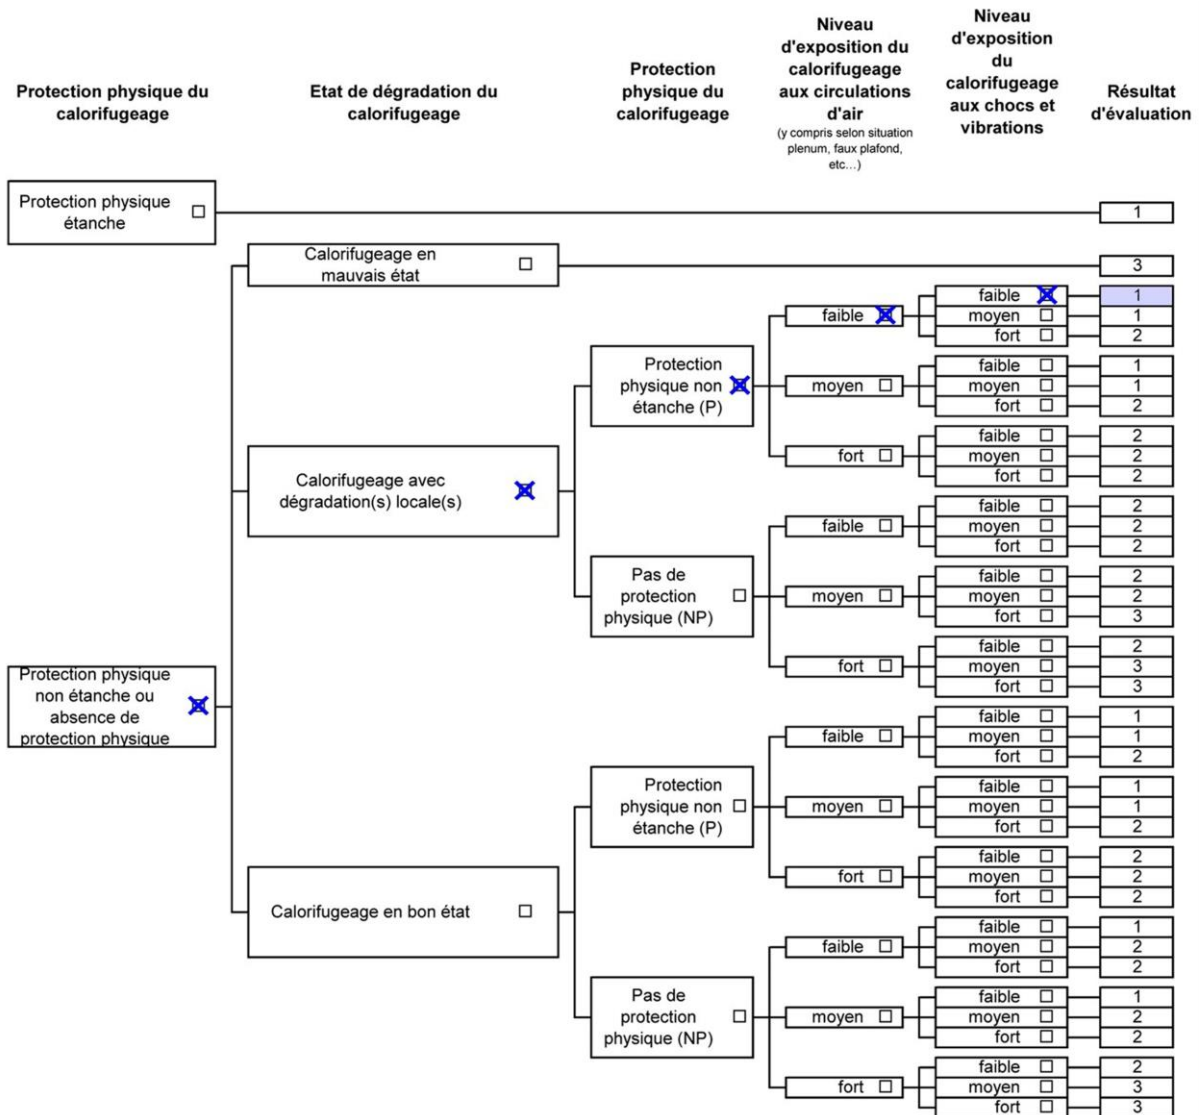 Protection physique du
calorifugeage
Etat de dégradation du
calorifugeage
Protection
physique du
calorifugeage
Niveau
d'exposition du
calorifugeage
aux circulations
d'air
(y compris selon situation
plenum, faux plafond,
etc...)
Niveau
d'exposition
du
calorifugeage
aux chocs et
vibrations
Résultat
d'évaluation
Protection physique
étanche
1
Calorifugeage en
mauvais état
3
Protection physique
non étanche ou
absence de
protection physique
Calorifugeage avec
dégradation(s) locale(s)
Protection
physique non
étanche (P)
faible
faible 1
moyen 1
fort 2
moyen
faible 1
moyen 1
fort 2
fort
faible 2
moyen 2
fort 2
Pas de
protection
physique (NP)
faible
faible 2
moyen 2
fort 2
moyen
faible 2
moyen 2
fort 3
fort
faible 2
moyen 3
fort 3
Calorifugeage en bon état
Protection
physique non
étanche (P)
faible
faible 1
moyen 1
fort 2
moyen
faible 1
moyen 1
fort 2
fort
faible 2
moyen 2
fort 2
Pas de
protection
physique (NP)
faible
faible 1
moyen 2
fort 2
moyen
faible 1
moyen 2
fort 2
fort
faible 2
moyen 3
fort 3